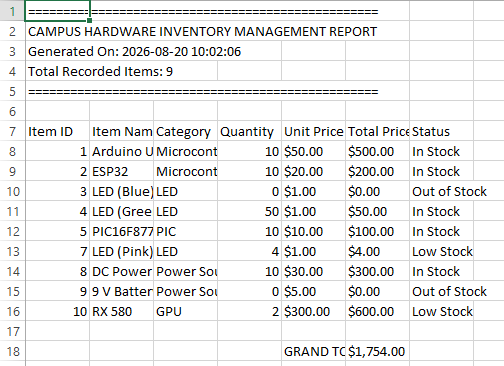 1 ==================================================
2 CAMPUS HARDWARE INVENTORY MANAGEMENT REPORT
3 Generated On: 2026-08-20 10:02:06
4 Total Recorded Items: 9
5 ==================================================
6
7 Item ID Item Nam Category Quantity Unit Price Total Price Status
8 1 Arduino U Microcont 10 $50.00 $500.00 In Stock
9 2 ESP32 Microcont 10 $20.00 $200.00 In Stock
10 3 LED (Blue) LED 0 $1.00 $0.00 Out of Stock
11 4 LED (Gree LED 50 $1.00 $50.00 In Stock
12 5 PIC16F877 PIC 10 $10.00 $100.00 In Stock
13 7 LED (Pink) LED 4 $1.00 $4.00 Low Stock
14 8 DC Power Power Sou 10 $30.00 $300.00 In Stock
15 9 9 V Batter Power Sou 0 $5.00 $0.00 Out of Stock
16 10 RX 580 GPU 2 $300.00 $600.00 Low Stock
17
18 GRAND TO $1,754.00